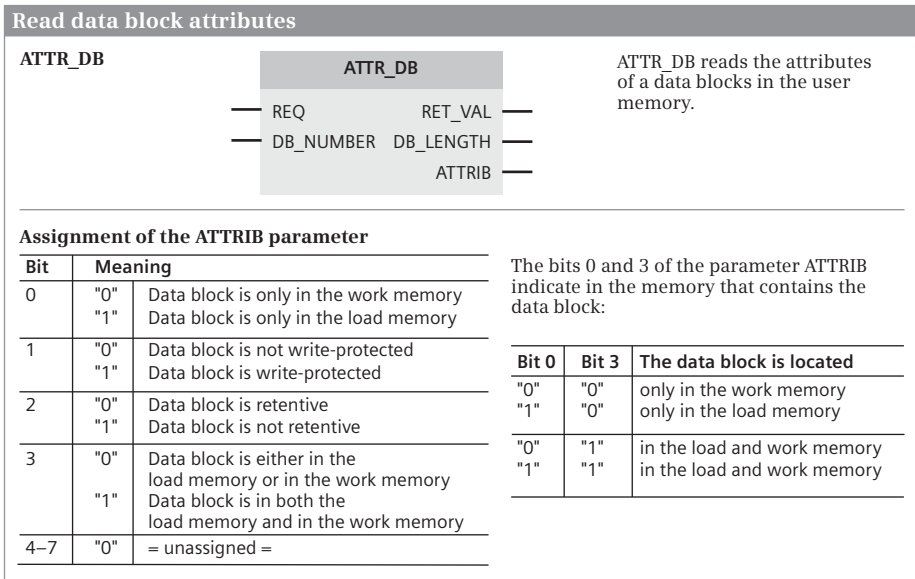 Read data block attributes
ATTR_DB
ATTR_DB
REQ RET_VAL
DB_NUMBER DB_LENGTH
ATTRIB
ATTR_DB reads the attributes
of a data blocks in the user
memory.
Assignment of the ATTRIB parameter
Bit Meaning
0 "0" Data block is only in the work memory
"1" Data block is only in the load memory
1 "0" Data block is not write-protected
"1" Data block is write-protected
2 "0" Data block is retentive
"1" Data block is not retentive
3 "0" Data block is either in the
load memory or in the work memory
"1" Data block is in both the
load memory and in the work memory
4–7 "0" = unassigned =
The bits 0 and 3 of the parameter ATTRIB
indicate in the memory that contains the
data block:
Bit 0 Bit 3 The data block is located
"0" "0" only in the work memory
"1" "0" only in the load memory
"0" "1" in the load and work memory
"1" "1" in the load and work memory